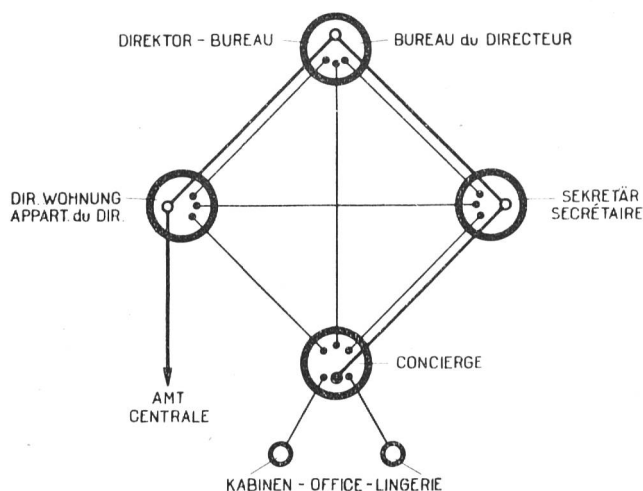 DIREKTOR - BUREAU
BUREAU du DIRECTEUR
DIR. WOHNUNG
APPART. du DIR.
SEKRETÄR
SECRÉTAIRE
CONCIERGE
AMT
CENTRALE
KABINEN - OFFICE - LINGERIE